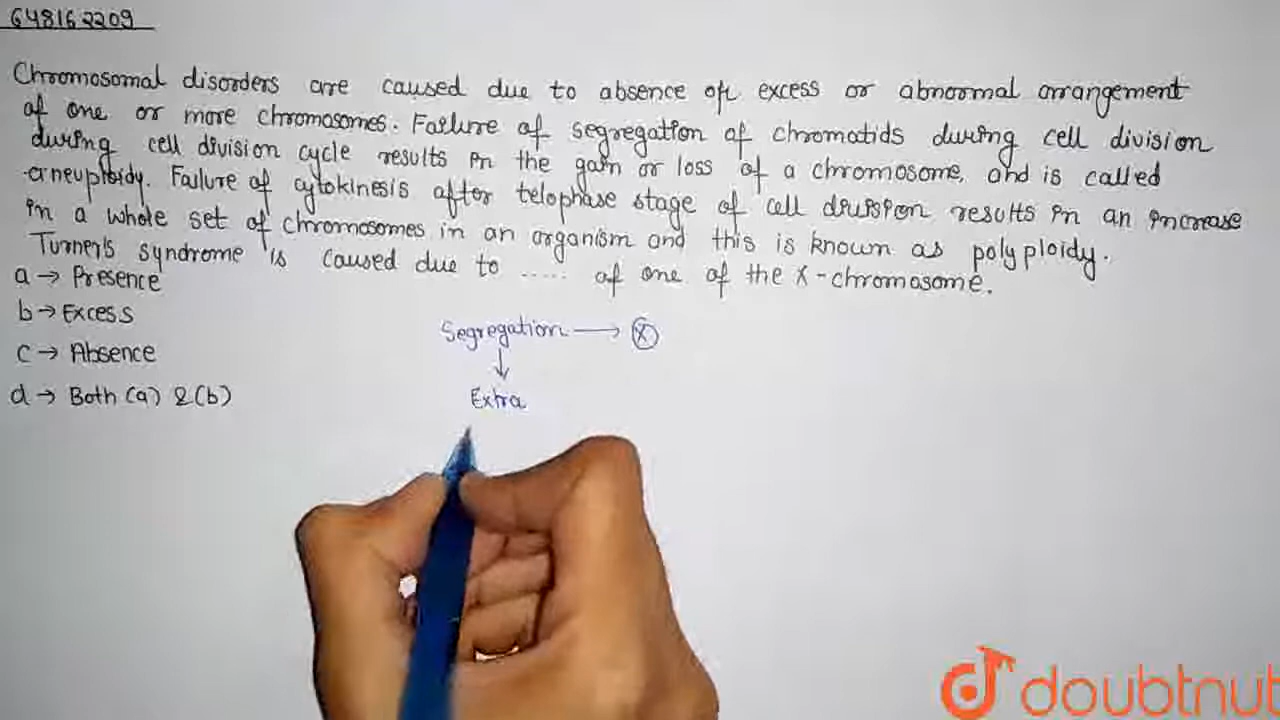 648162209
Chromosomal disorders are caused due to absence or excess or abnormal arrangement
of one or more chromosomes. Failure of segregation of chromatids during cell division
during cell division cycle results in the gain or loss of a chromosome, and is called
aneuploidy. Failure of cytokinesis after telophase stage of cell division results in an increase
in a whole set of chromosomes in an organism and this is known as polyploidy.
Turner's syndrome is caused due to ..... of one of the X-chromosome.
a → Presence
b → Excess
c → Absence
d → Both (a) & (b)
Segregation → X
↓
Extra
doubtnut